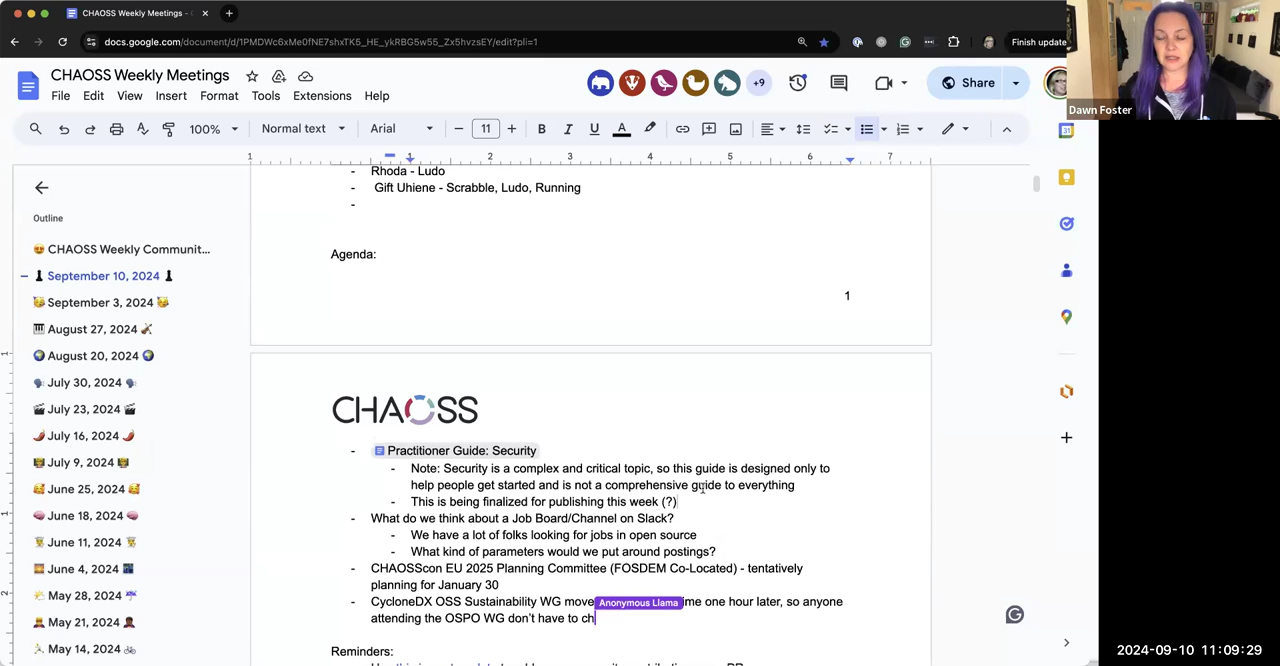 CHAOSS Weekly Meetings -
docs.google.com/document/d/1PMDWc6xMe0fNE7shxTK5_HE_ykRBG5w55_Zx5hvzsEY/edit?pli=1
Finish update
CHAOSS Weekly Meetings
+9
Share
File Edit View Insert Format Tools Extensions Help
100% Normal text Arial 11
Dawn Foster
1 1 2 3 4 5 6 7
Outline
😍 CHAOSS Weekly Communit...
September 10, 2024
September 3, 2024
August 27, 2024
August 20, 2024
July 30, 2024
July 23, 2024
July 16, 2024
July 9, 2024
June 25, 2024
June 18, 2024
June 11, 2024
June 4, 2024
May 28, 2024
May 21, 2024
May 14, 2024
- Rhoda - Ludo
- Gift Uhiene - Scrabble, Ludo, Running
-
Agenda:
1
CHAOSS
- Practitioner Guide: Security
- Note: Security is a complex and critical topic, so this guide is designed only to
help people get started and is not a comprehensive guide to everything
- This is being finalized for publishing this week (?)
- What do we think about a Job Board/Channel on Slack?
- We have a lot of folks looking for jobs in open source
- What kind of parameters would we put around postings?
- CHAOSScon EU 2025 Planning Committee (FOSDEM Co-Located) - tentatively
planning for January 30
- CycloneDX OSS Sustainability WG move Anonymous Llama ime one hour later, so anyone
attending the OSPO WG don't have to ch
Reminders:
2024-09-10 11:09:29